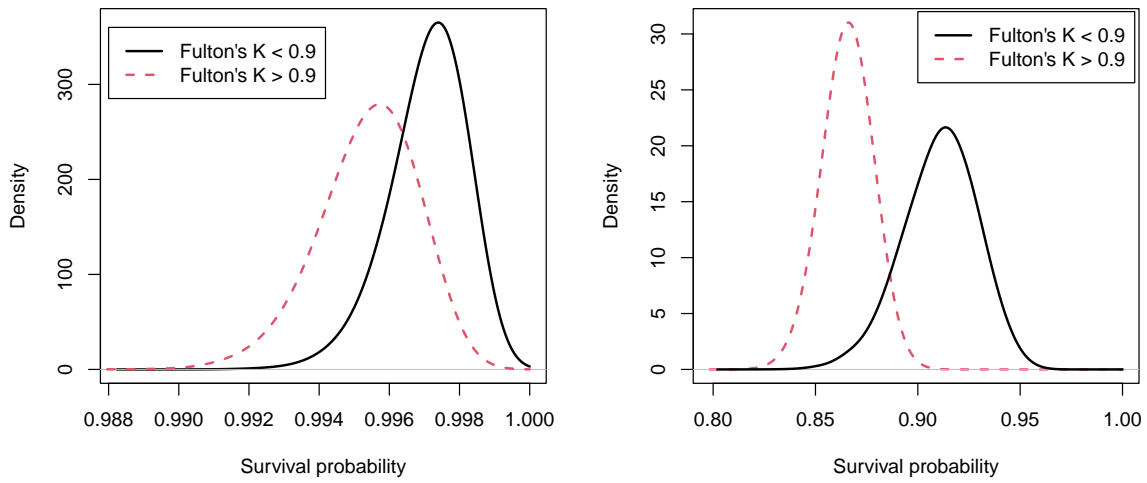 Fulton's K < 0.9
Fulton's K > 0.9
Density
0
100
200
300
0.988 0.990 0.992 0.994 0.996 0.998 1.000
Survival probability
Fulton's K < 0.9
Fulton's K > 0.9
Density
0
5
10
15
20
25
30
0.80 0.85 0.90 0.95 1.00
Survival probability